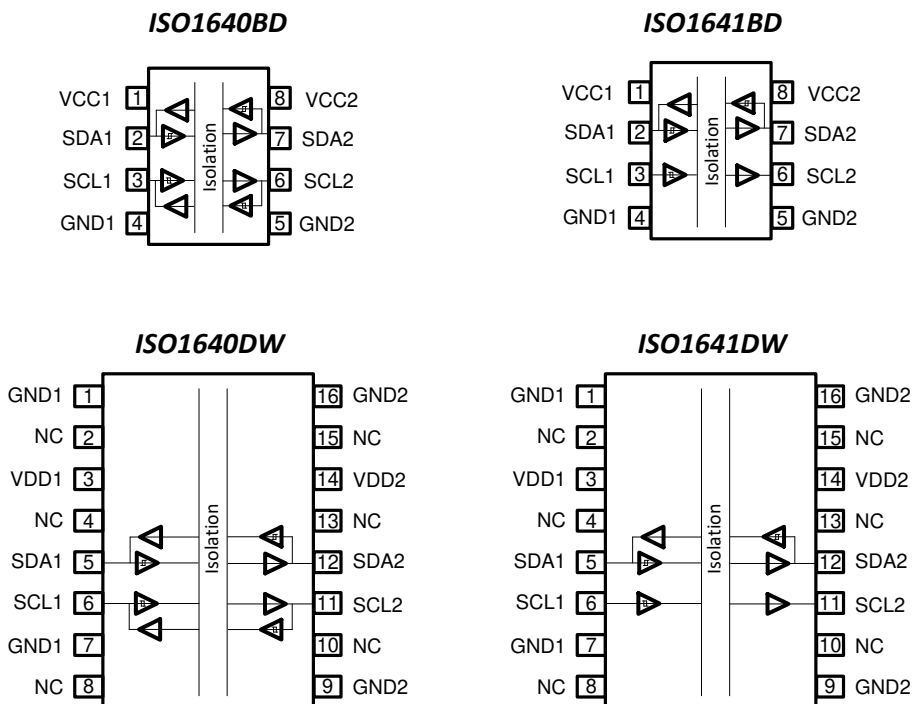 ISO1640BD
VCC1 1 8 VCC2
SDA1 2 7 SDA2
SCL1 3 6 SCL2
GND1 4 5 GND2
Isolation
ISO1641BD
VCC1 1 8 VCC2
SDA1 2 7 SDA2
SCL1 3 6 SCL2
GND1 4 5 GND2
Isolation
ISO1640DW
GND1 1 16 GND2
NC 2 15 NC
VDD1 3 14 VDD2
NC 4 13 NC
SDA1 5 12 SDA2
SCL1 6 11 SCL2
GND1 7 10 NC
NC 8 9 GND2
Isolation
ISO1641DW
GND1 1 16 GND2
NC 2 15 NC
VDD1 3 14 VDD2
NC 4 13 NC
SDA1 5 12 SDA2
SCL1 6 11 SCL2
GND1 7 10 NC
NC 8 9 GND2
Isolation